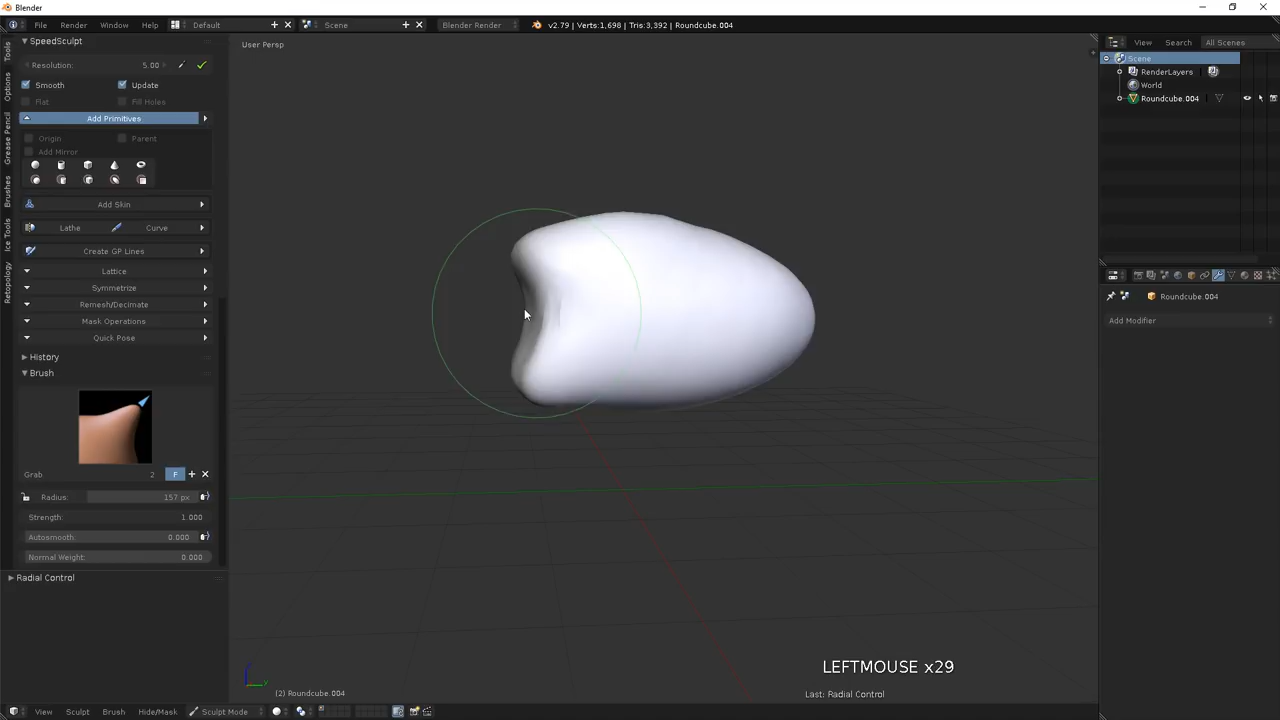 Blender
File Render Window Help Default Scene Blender Render v2.79 | Verts:1,698 | Tris:3,392 | Roundcube.004
SpeedSculpt
Resolution: 5.00
Smooth Update
Flat Fill Holes
Add Primitives
Origin Parent
Add Mirror
Add Skin
Lathe Curve
Create GP Lines
Lattice
Symmetrize
Remesh/Decimate
Mask Operations
Quick Pose
History
Brush
Grab 2 F
Radius: 157 px
Strength: 1.000
Autosmooth: 0.000
Normal Weight: 0.000
Radial Control
Tools
Options
Grease Pencil
Brushes
Ice Tools
Retopology
User Persp
LEFTMOUSE x29
Last: Radial Control
(2) Roundcube.004
View Sculpt Brush Hide/Mask Sculpt Mode
View Search All Scenes
Scene
RenderLayers
World
Roundcube.004
Roundcube.004
Add Modifier